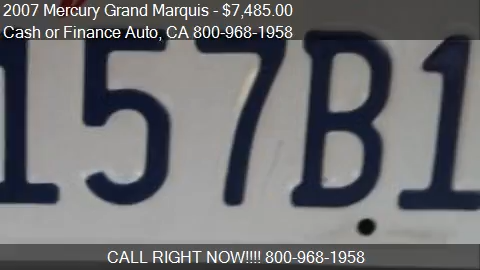 2007 Mercury Grand Marquis - $7,485.00
Cash or Finance Auto, CA 800-968-1958
157B1
CALL RIGHT NOW!!!! 800-968-1958